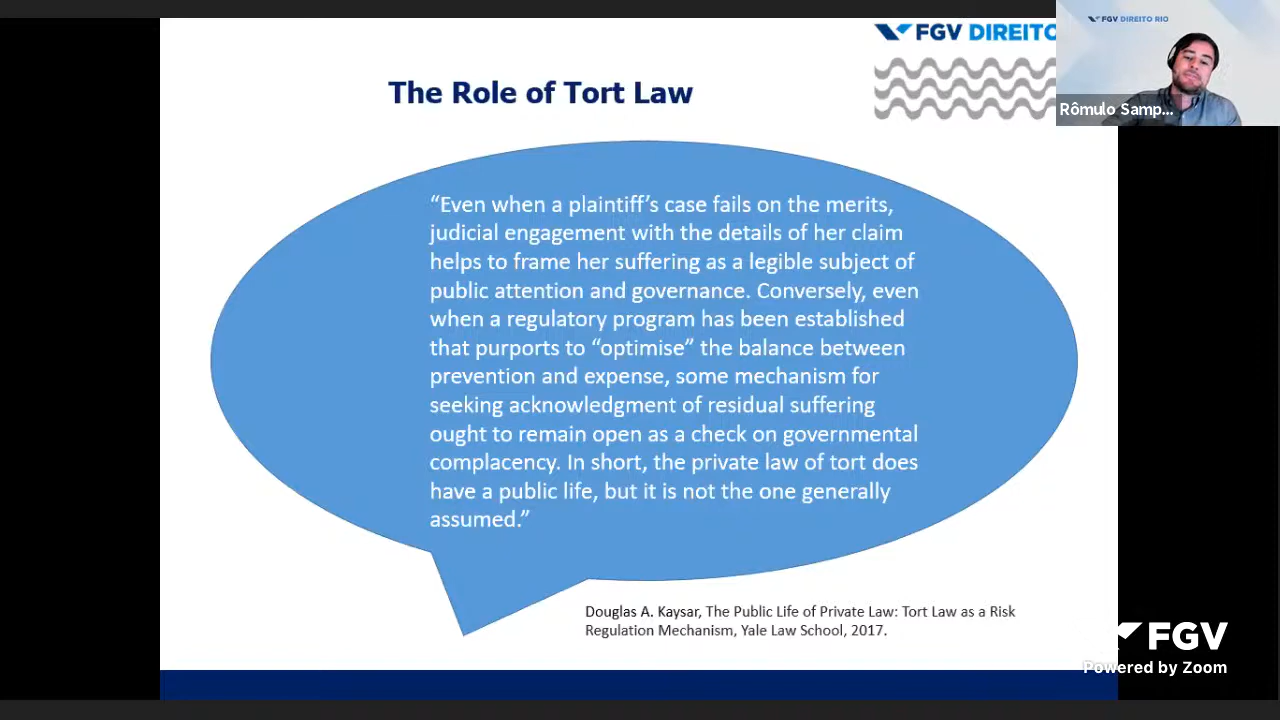 FGV DIREITO
FGV DIREITO RIO
Rômulo Samp...
The Role of Tort Law
“Even when a plaintiff’s case fails on the merits,
judicial engagement with the details of her claim
helps to frame her suffering as a legible subject of
public attention and governance. Conversely, even
when a regulatory program has been established
that purports to “optimise” the balance between
prevention and expense, some mechanism for
seeking acknowledgment of residual suffering
ought to remain open as a check on governmental
complacency. In short, the private law of tort does
have a public life, but it is not the one generally
assumed.”
Douglas A. Kaysar, The Public Life of Private Law: Tort Law as a Risk
Regulation Mechanism, Yale Law School, 2017.
FGV
Powered by Zoom